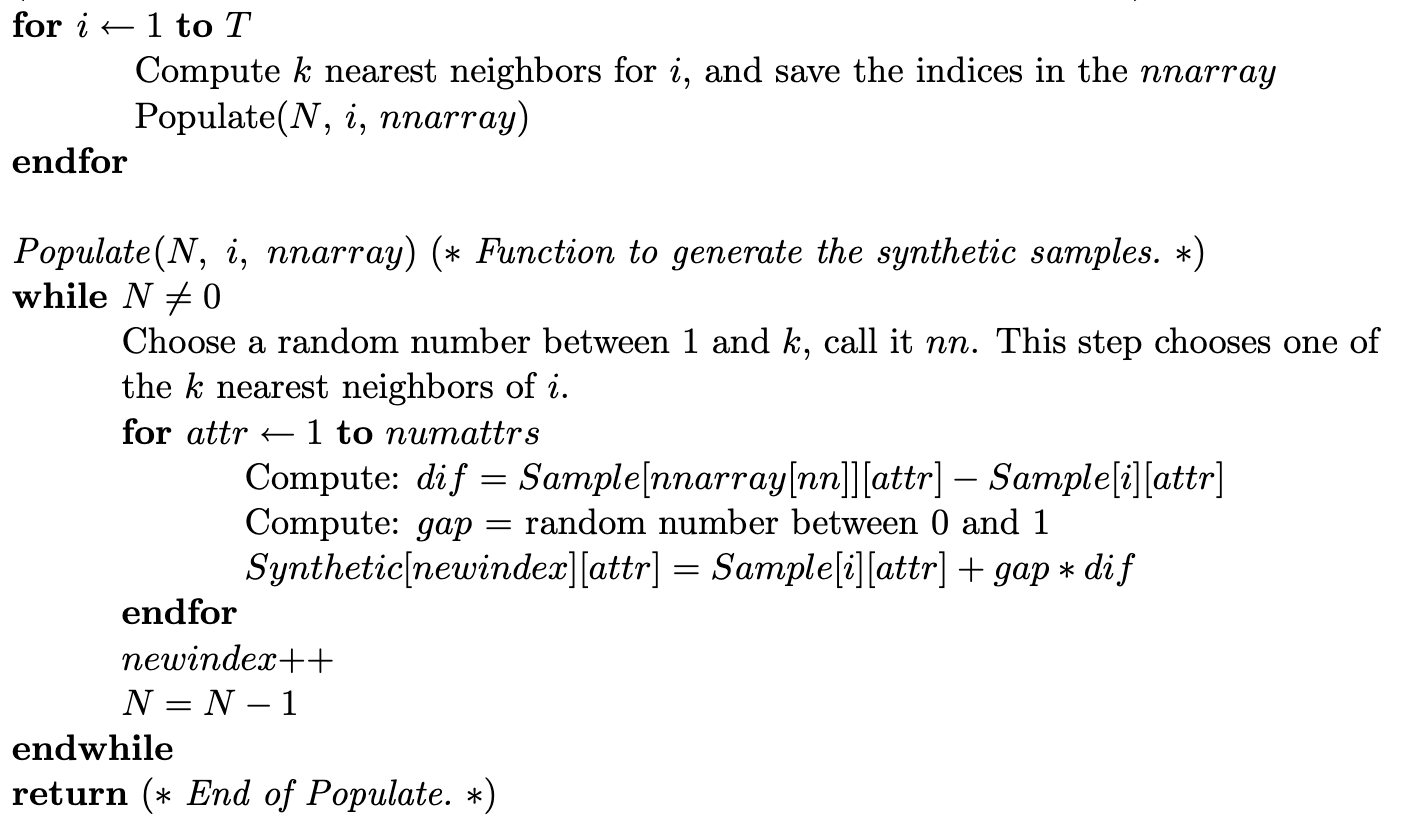 for i ← 1 to T
Compute k nearest neighbors for i, and save the indices in the nnarray
Populate(N, i, nnarray)
endfor
Populate(N, i, nnarray) (∗ Function to generate the synthetic samples. ∗)
while N ≠ 0
Choose a random number between 1 and k, call it nn. This step chooses one of
the k nearest neighbors of i.
for attr ← 1 to numattrs
Compute: dif = Sample[nnarray[nn]][attr] − Sample[i][attr]
Compute: gap = random number between 0 and 1
Synthetic[newindex][attr] = Sample[i][attr] + gap ∗ dif
endfor
newindex++
N = N − 1
endwhile
return (∗ End of Populate. ∗)